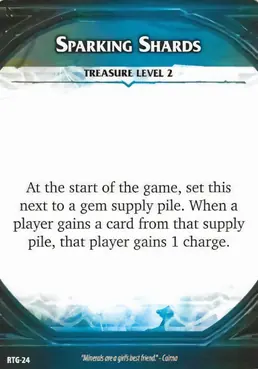 SPARKING SHARDS
TREASURE LEVEL 2
At the start of the game, set this
next to a gem supply pile. When a
player gains a card from that supply
pile, that player gains 1 charge.
RTG-24
"Minerals are a girl's best friend." - Cairna